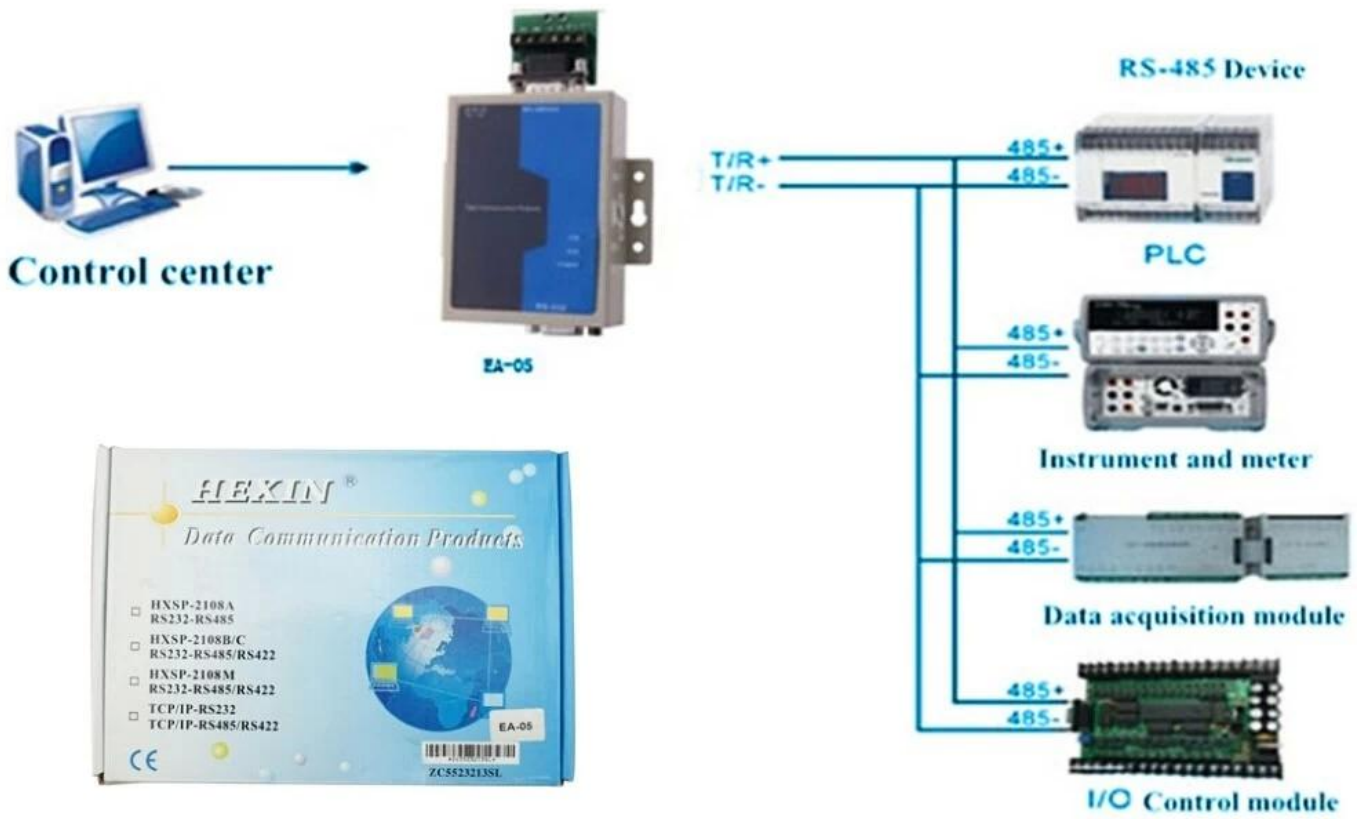 RS-485 Device
T/R+
T/R-
485+
485-
PLC
Control center
EA-05
485+
485-
Instrument and meter
485+
485-
Data acquisition module
485+
485-
I/O Control module
HEXIN ®
Data Communication Products
HXSP-2108A
RS232-RS485
HXSP-2108B/C
RS232-RS485/RS422
HXSP-2108M
RS232-RS485/RS422
TCP/IP-RS232
TCP/IP-RS485/RS422
EA-05
CE
ZC5523213SL